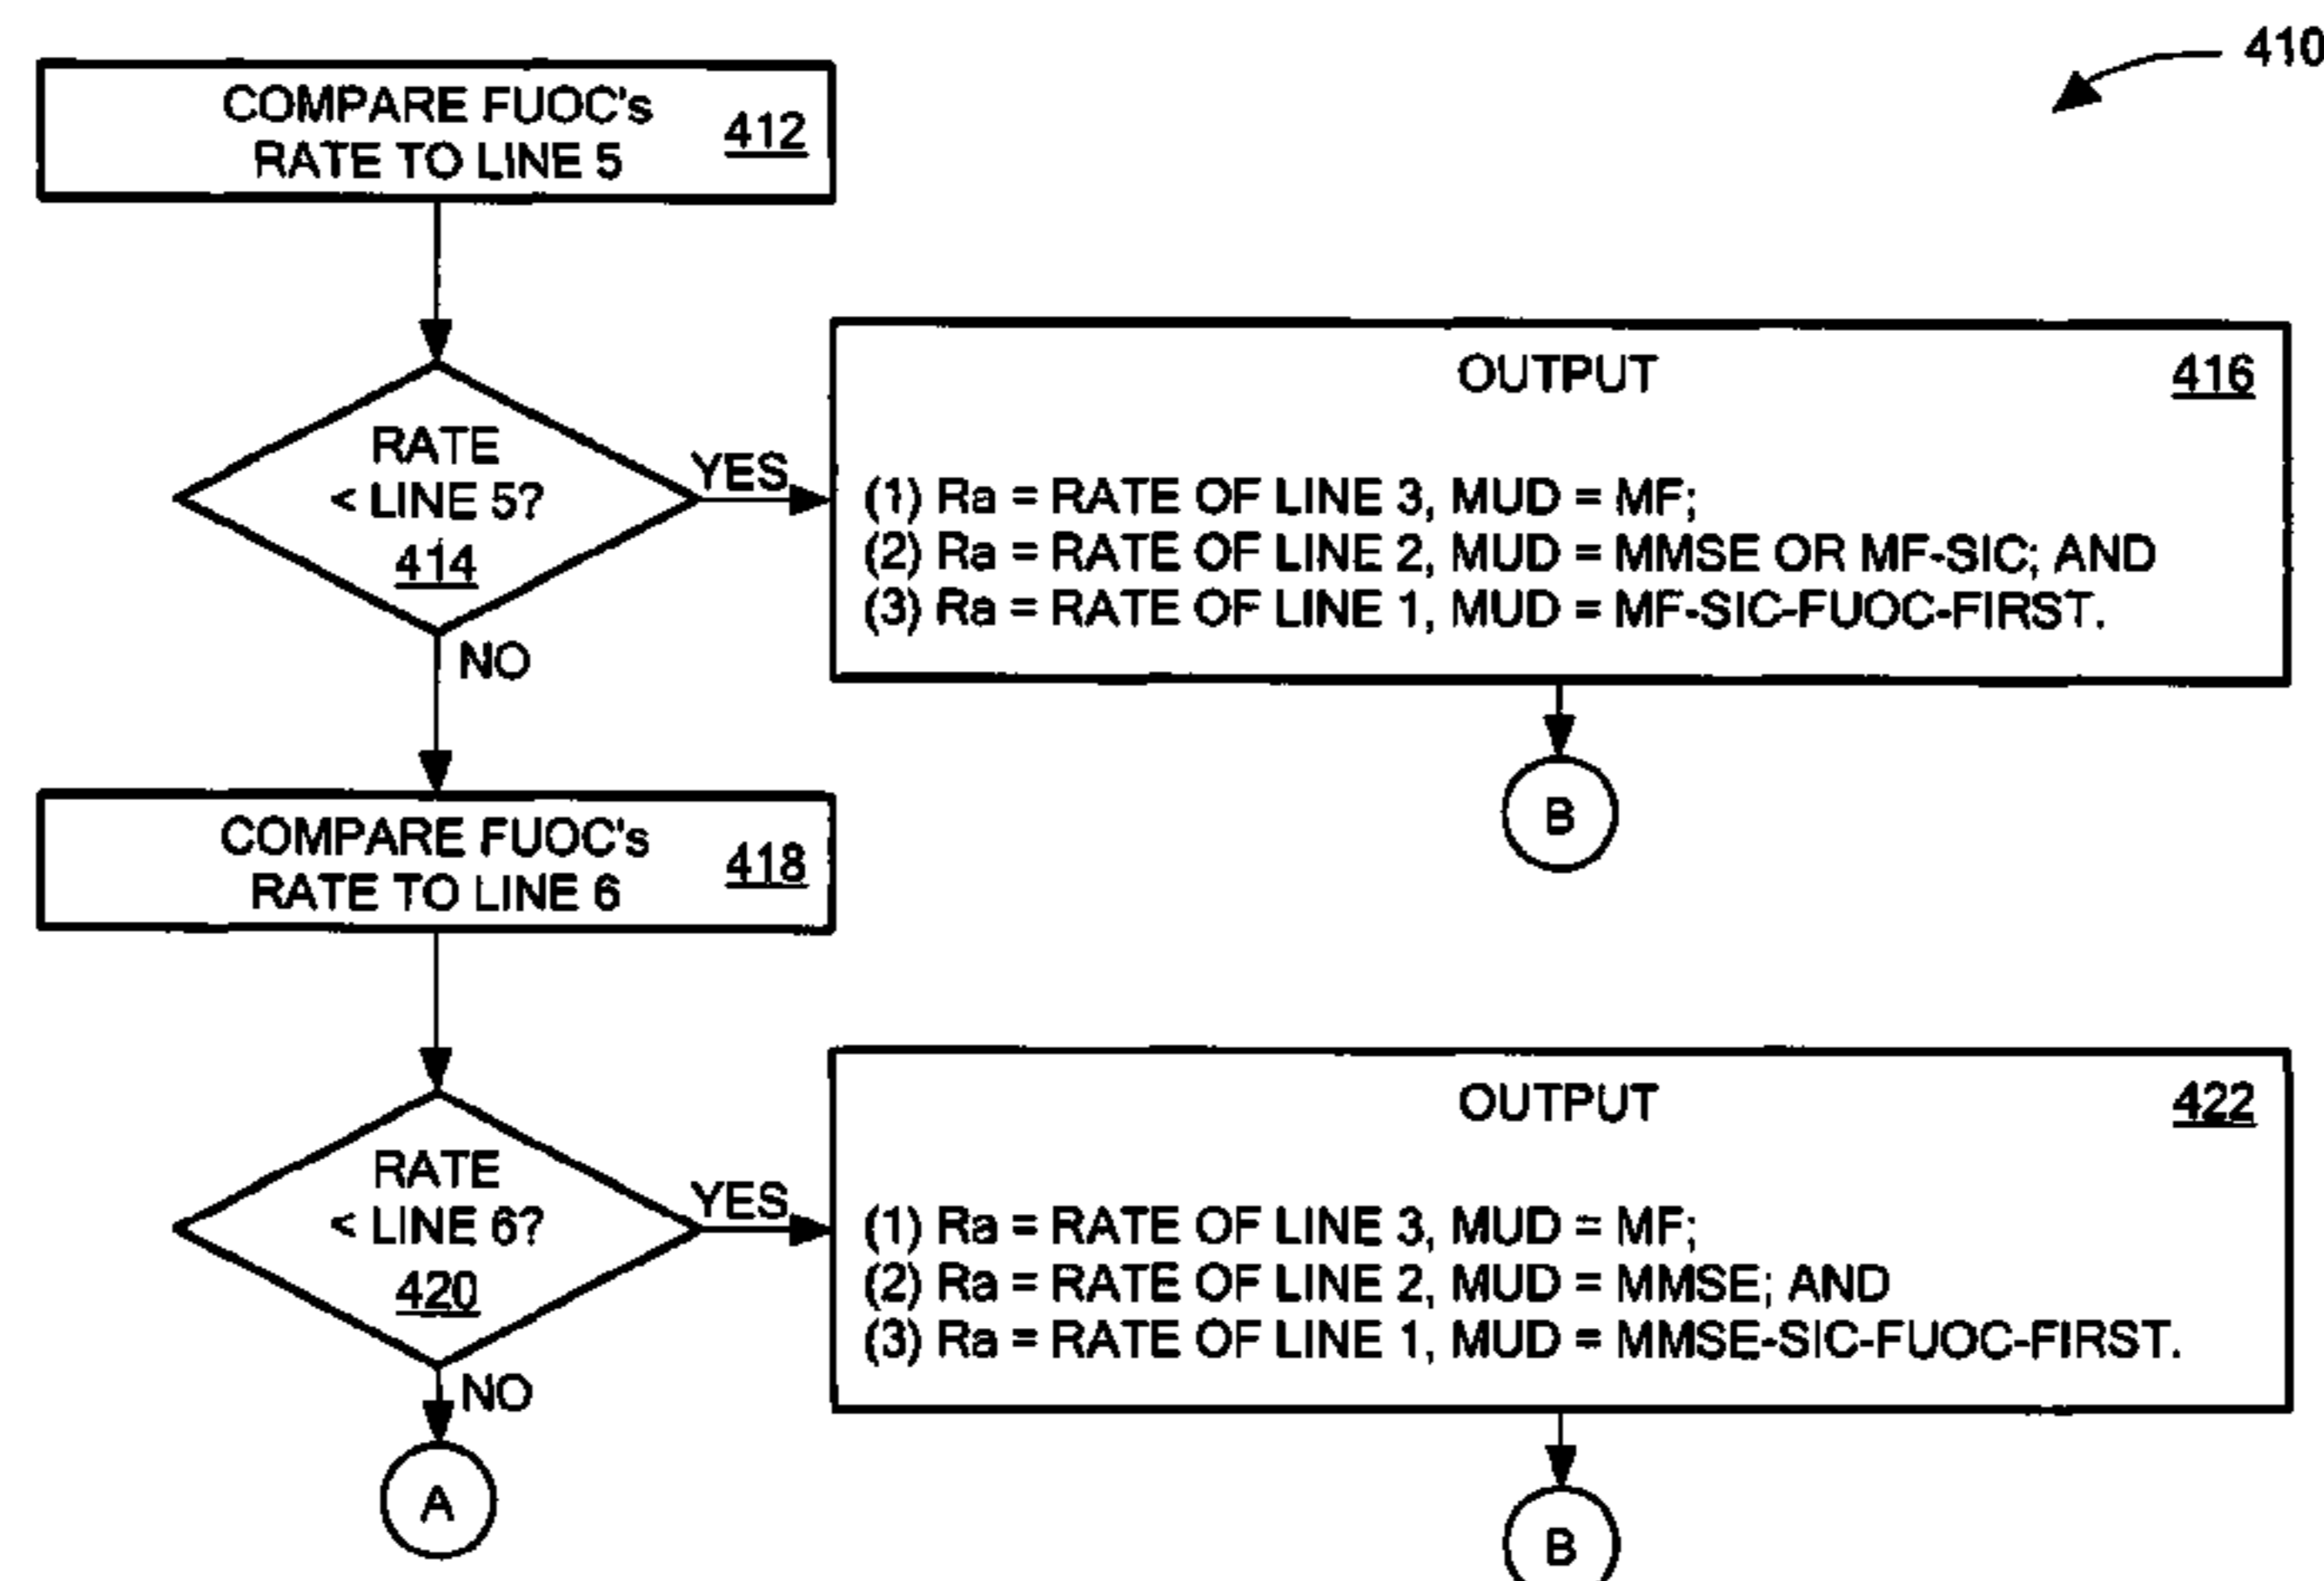 410
COMPARE FUOC's
RATE TO LINE 5
412
RATE
< LINE 5?
414
YES
NO
OUTPUT
416
(1) Ra = RATE OF LINE 3, MUD = MF;
(2) Ra = RATE OF LINE 2, MUD = MMSE OR MF-SIC; AND
(3) Ra = RATE OF LINE 1, MUD = MF-SIC-FUOC-FIRST.
B
COMPARE FUOC's
RATE TO LINE 6
418
RATE
< LINE 6?
420
YES
NO
OUTPUT
422
(1) Ra = RATE OF LINE 3, MUD = MF;
(2) Ra = RATE OF LINE 2, MUD = MMSE; AND
(3) Ra = RATE OF LINE 1, MUD = MMSE-SIC-FUOC-FIRST.
A
B